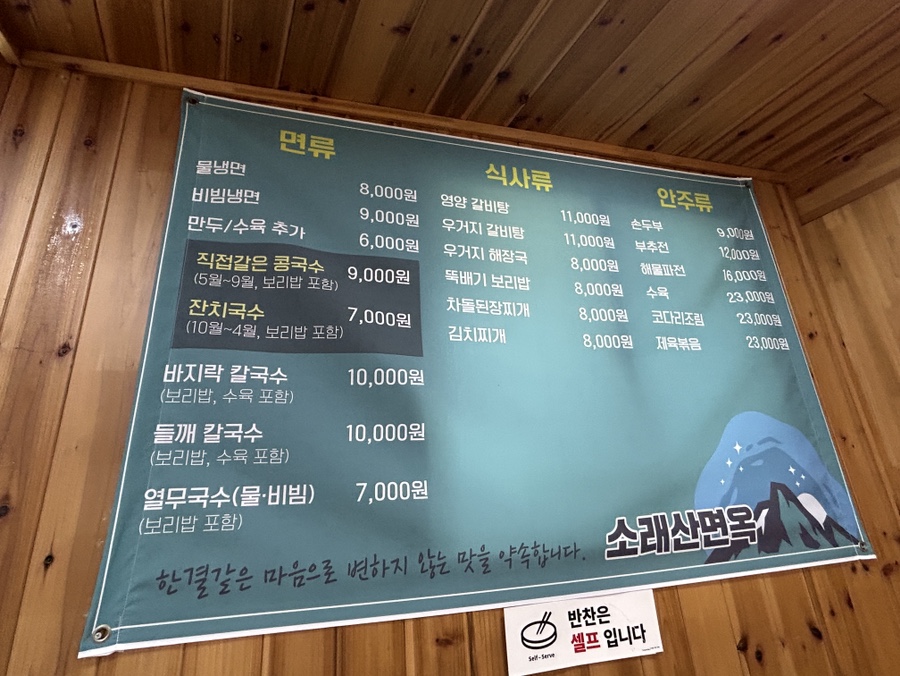 면류
물냉면 8,000원
비빔냉면 9,000원
만두/수육 추가 6,000원
직접갈은 콩국수 9,000원
(5월~9월, 보리밥 포함)
잔치국수 7,000원
(10월~4월, 보리밥 포함)
바지락 칼국수 10,000원
(보리밥, 수육 포함)
들깨 칼국수 10,000원
(보리밥, 수육 포함)
열무국수(물·비빔) 7,000원
(보리밥 포함)
식사류
영양 갈비탕 11,000원
우거지 갈비탕 11,000원
우거지 해장국 8,000원
뚝배기 보리밥 8,000원
차돌된장찌개 8,000원
김치찌개 8,000원
안주류
손두부 9,000원
부추전 12,000원
해물파전 16,000원
수육 23,000원
코다리조림 23,000원
제육볶음 23,000원
한결같은 마음으로 변하지 않는 맛을 약속합니다.
소래산면옥
반찬은
셀프 입니다
Self-Serve